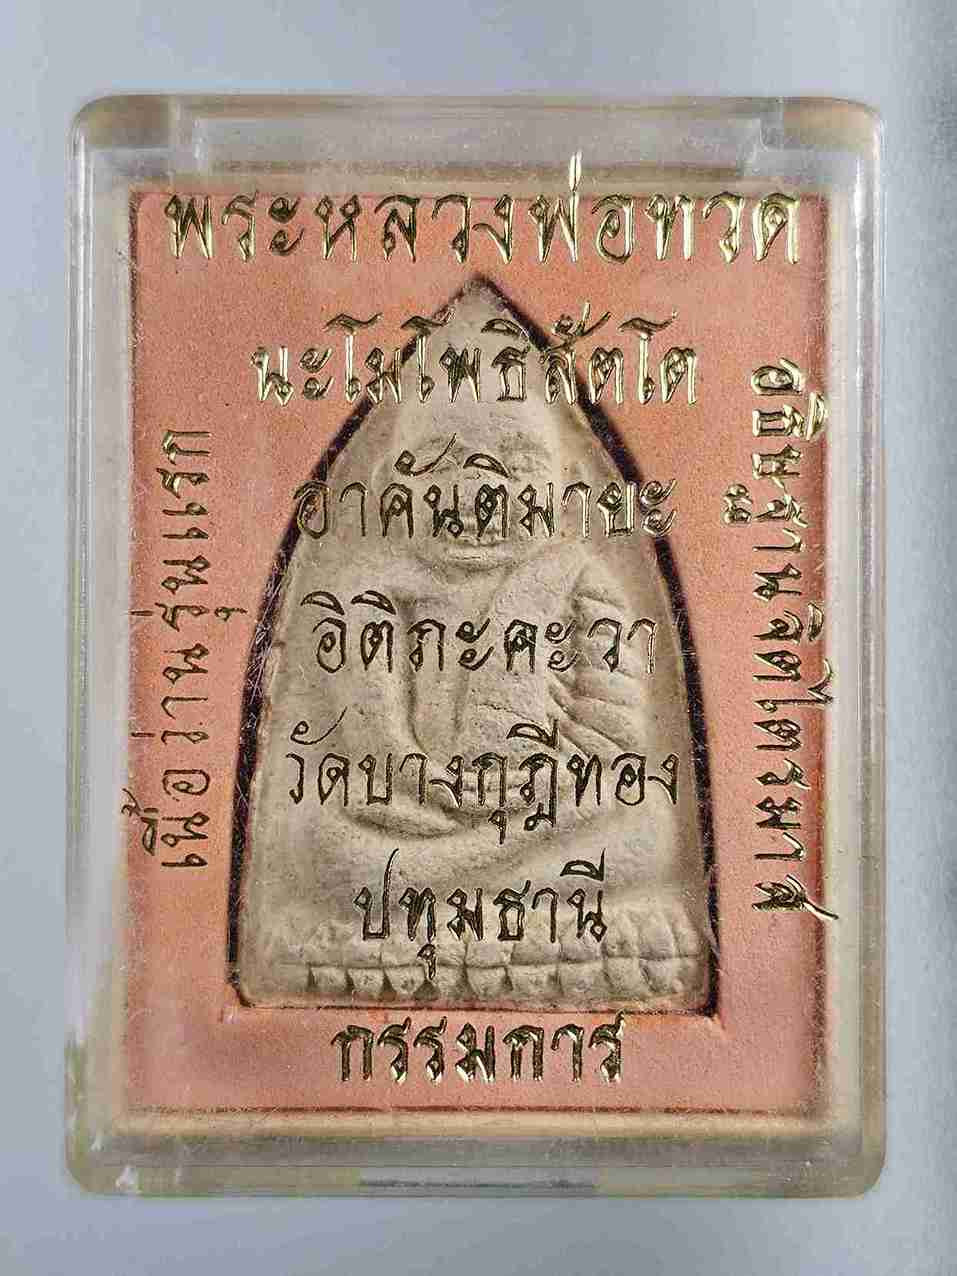 พระหลวงพ่อทวด
นะโมโพธิสัตโต
อาคันติมายะ
อิติภะคะวา
วัดบางกุฎีทอง
ปทุมธานี
กรรมการ
เนื้อว่านรุ่นแรก
อธิษฐานจิตไตรมาส